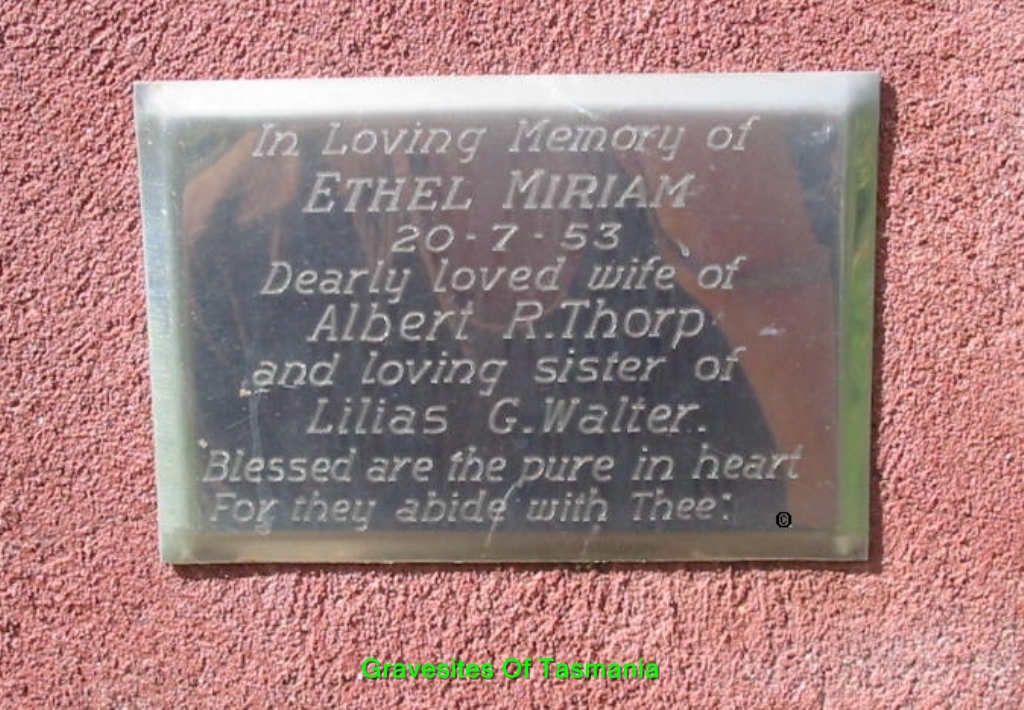 In Loving Memory of
ETHEL MIRIAM
20-7-53
Dearly loved wife of
Albert R.Thorp
and loving sister of
Lilias G.Walter.
Blessed are the pure in heart
For they abide with Thee:
©
Gravesites Of Tasmania